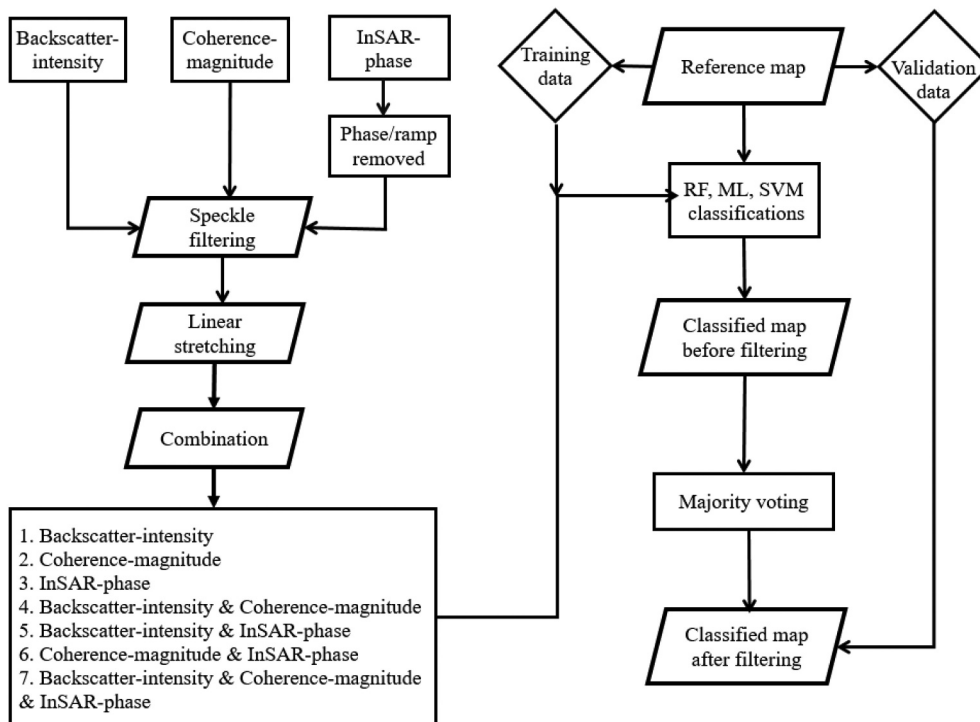 Backscatter-
intensity
Coherence-
magnitude
InSAR-
phase
Phase/ramp
removed
Speckle
filtering
Linear
stretching
Combination
1. Backscatter-intensity
2. Coherence-magnitude
3. InSAR-phase
4. Backscatter-intensity & Coherence-magnitude
5. Backscatter-intensity & InSAR-phase
6. Coherence-magnitude & InSAR-phase
7. Backscatter-intensity & Coherence-magnitude
& InSAR-phase
Training
data
Reference map
Validation
data
RF, ML, SVM
classifications
Classified map
before filtering
Majority voting
Classified map
after filtering